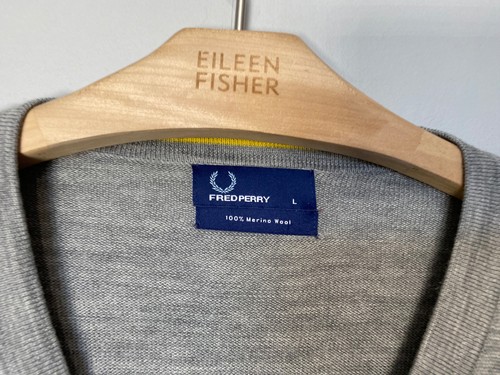 EILEEN
FISHER
FRED PERRY L
100% Merino Wool